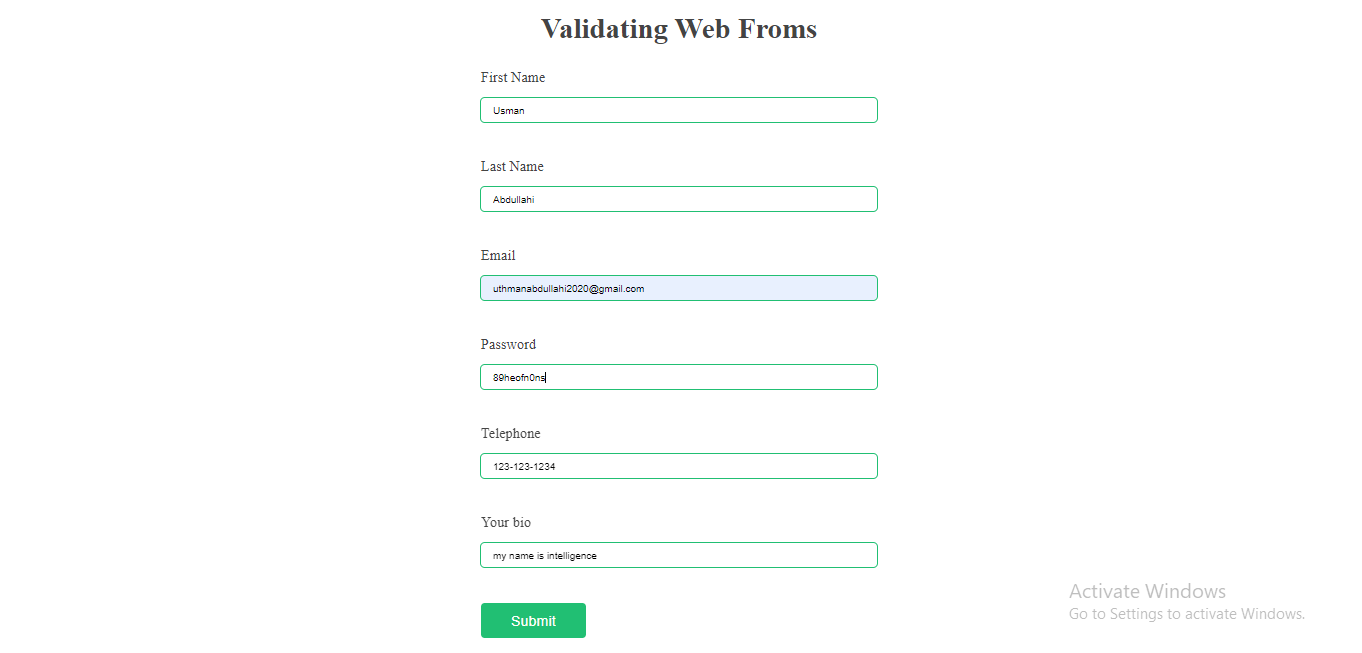 Validating Web Froms
First Name
Usman
Last Name
Abdullahi
Email
uthmanabdullahi2020@gmail.com
Password
89heofn0ns
Telephone
123-123-1234
Your bio
my name is intelligence
Submit
Activate Windows
Go to Settings to activate Windows.